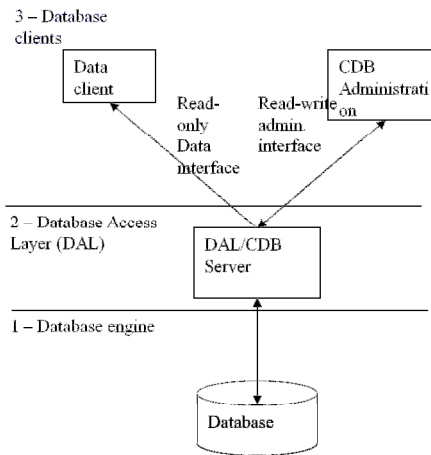 3 – Database
clients
Data
client
CDB
Administrati
on
Read-
only
Data
interface
Read-write
admin.
interface
2 – Database Access
Layer (DAL)
DAL/CDB
Server
1 – Database engine
Database